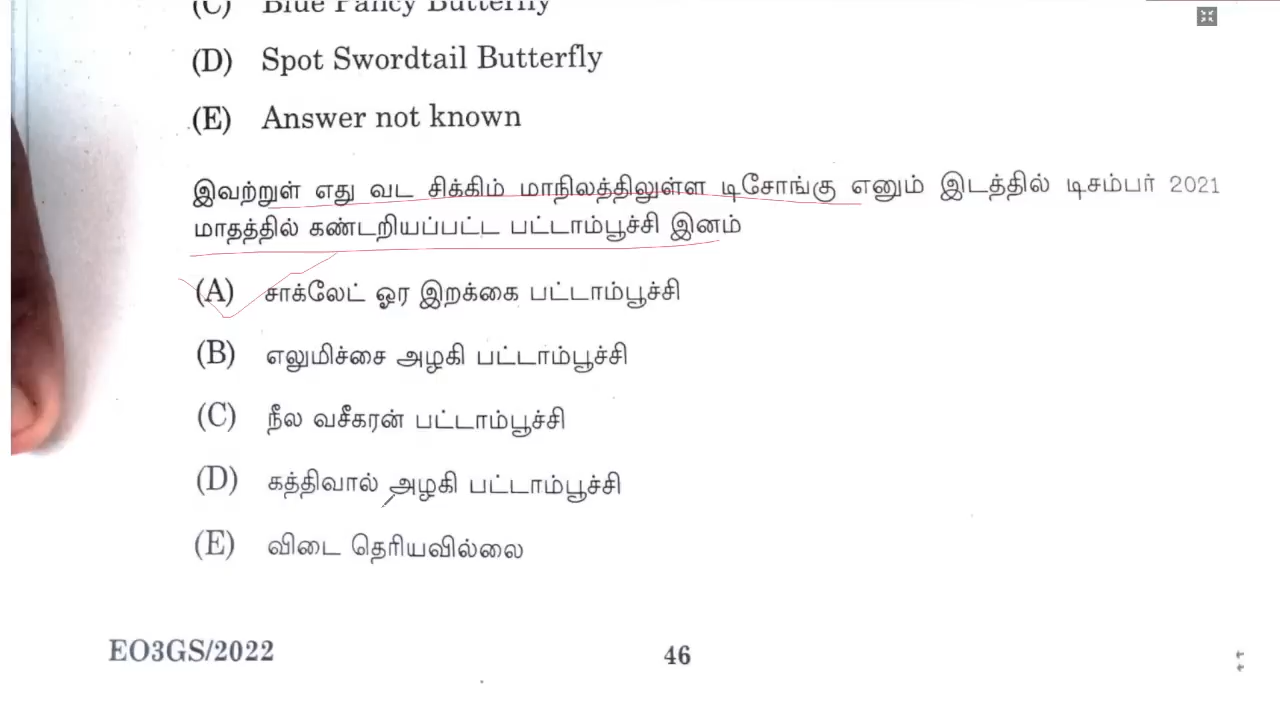 (C) Blue Pancy Butterfly
(D) Spot Swordtail Butterfly
(E) Answer not known
இவற்றுள் எது வட சிக்கிம் மாநிலத்திலுள்ள டிசோங்கு எனும் இடத்தில் டிசம்பர் 2021
மாதத்தில் கண்டறியப்பட்ட பட்டாம்பூச்சி இனம்
(A) சாக்லேட் ஓர இறக்கை பட்டாம்பூச்சி
(B) எலுமிச்சை அழகி பட்டாம்பூச்சி
(C) நீல வசீகரன் பட்டாம்பூச்சி
(D) கத்திவால் அழகி பட்டாம்பூச்சி
(E) விடை தெரியவில்லை
EO3GS/2022 46